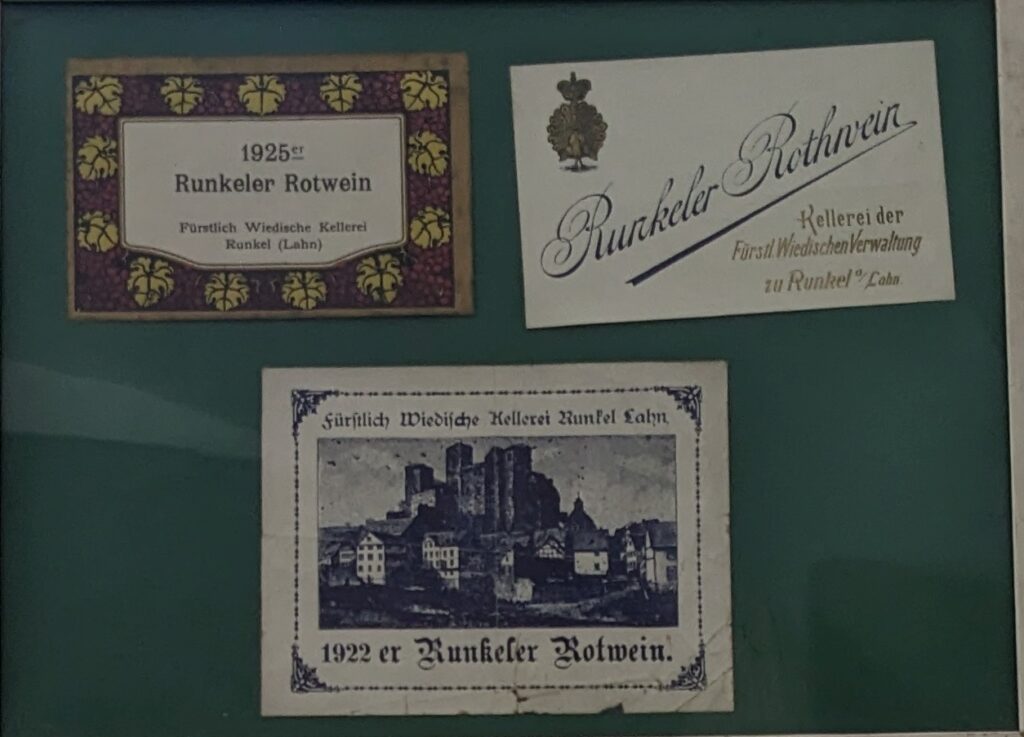 1925er
Runkeler Rotwein
Fürstlich Wiedische Kellerei
Runkel (Lahn)
Runkeler Rothwein
Kellerei der
Fürstl. Wiedischen Verwaltung
zu Runkel a/Lahn.
Fürstlich Wiedische Kellerei Runkel Lahn
1922 er Runkeler Rotwein.